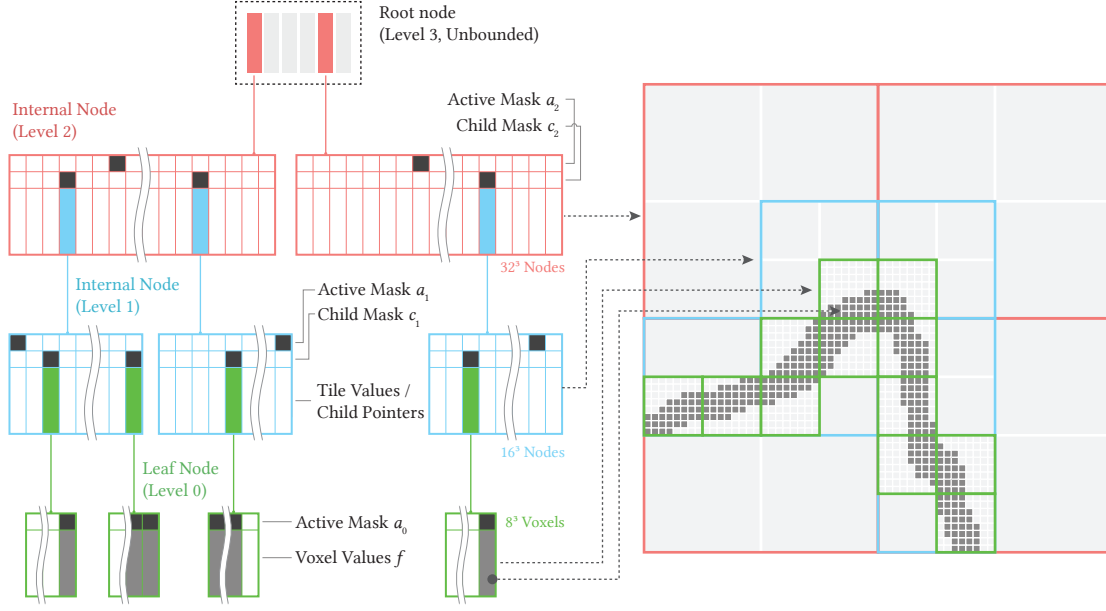 Root node
(Level 3, Unbounded)
Internal Node
(Level 2)
Active Mask a₂
Child Mask c₂
32³ Nodes
Internal Node
(Level 1)
Active Mask a₁
Child Mask c₁
Tile Values /
Child Pointers
16³ Nodes
Leaf Node
(Level 0)
Active Mask a₀
8³ Voxels
Voxel Values f